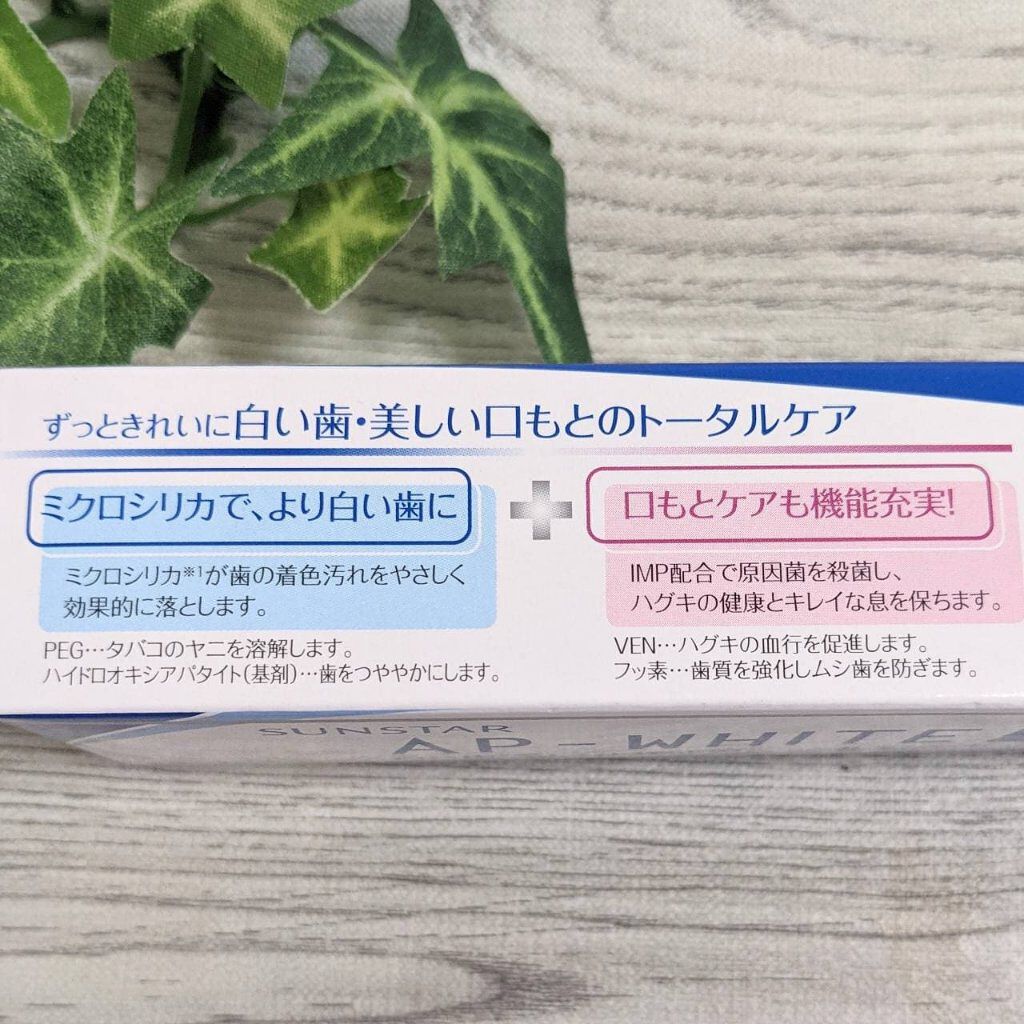 ずっときれいに白い歯・美しい口もとのトータルケア
ミクロシリカで、より白い歯に
ミクロシリカ※1が歯の着色汚れをやさしく
効果的に落とします。
PEG…タバコのヤニを溶解します。
ハイドロオキシアパタイト(基剤)…歯をつややかにします。
口もとケアも機能充実!
IMP配合で原因菌を殺菌し、
ハグキの健康とキレイな息を保ちます。
VEN…ハグキの血行を促進します。
フッ素…歯質を強化しムシ歯を防ぎます。
SUNSTAR
AP-WHITE